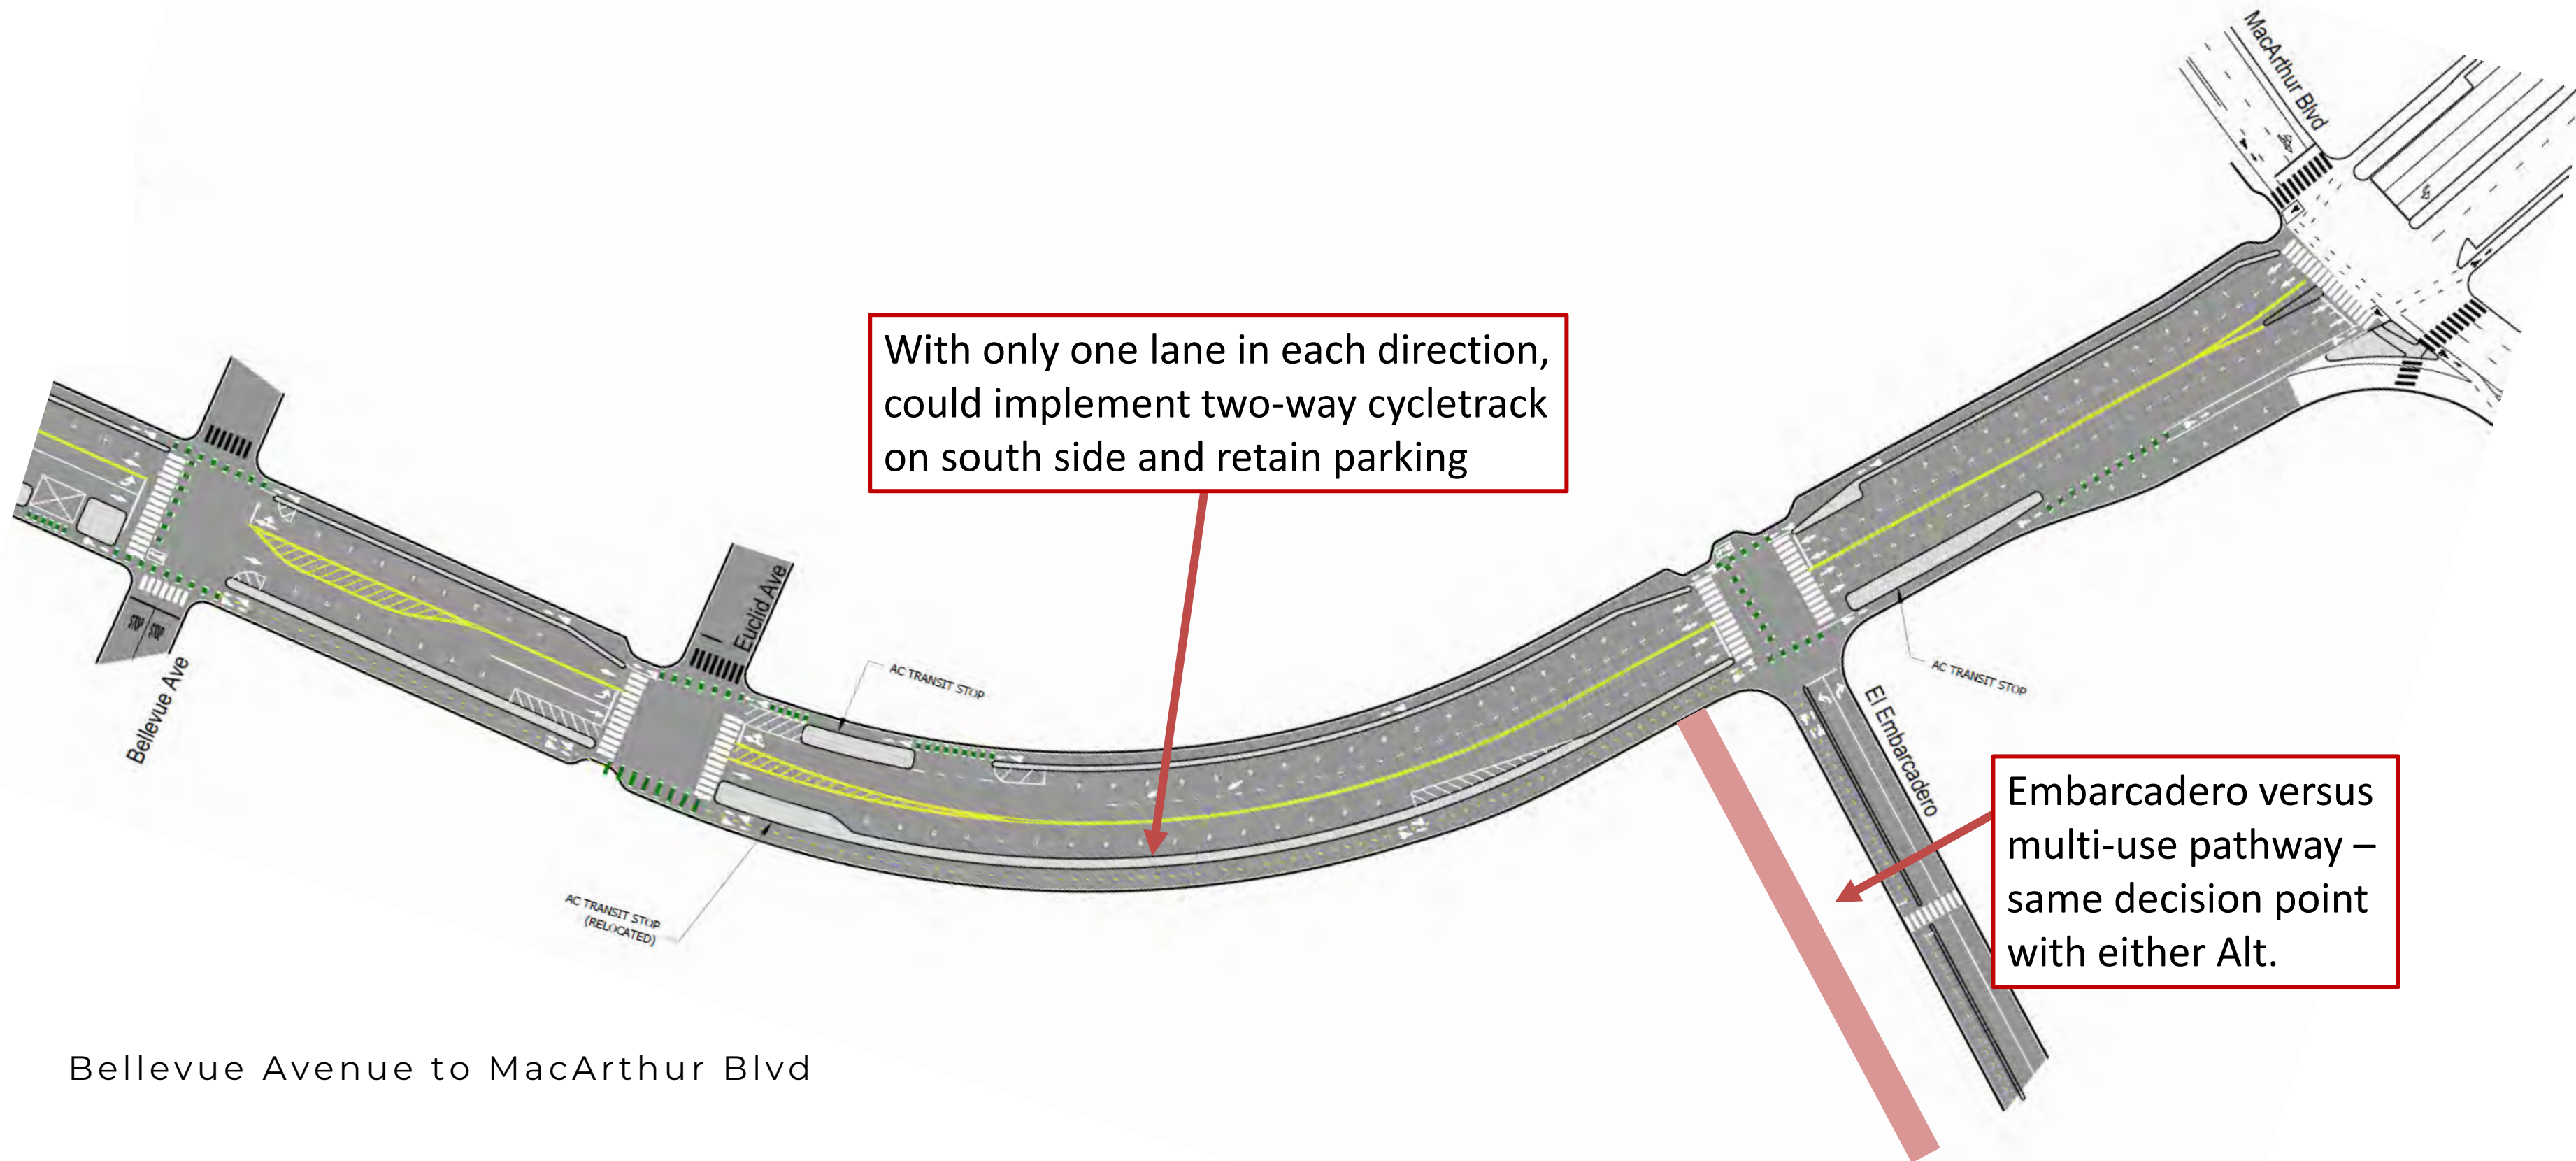 MacArthur Blvd
With only one lane in each direction,
could implement two-way cycletrack
on south side and retain parking
STOP
STOP
Bellevue Ave
Euclid Ave
AC TRANSIT STOP
AC TRANSIT STOP
(RELOCATED)
AC TRANSIT STOP
El Embarcadero
Embarcadero versus
multi-use pathway –
same decision point
with either Alt.
Bellevue Avenue to MacArthur Blvd